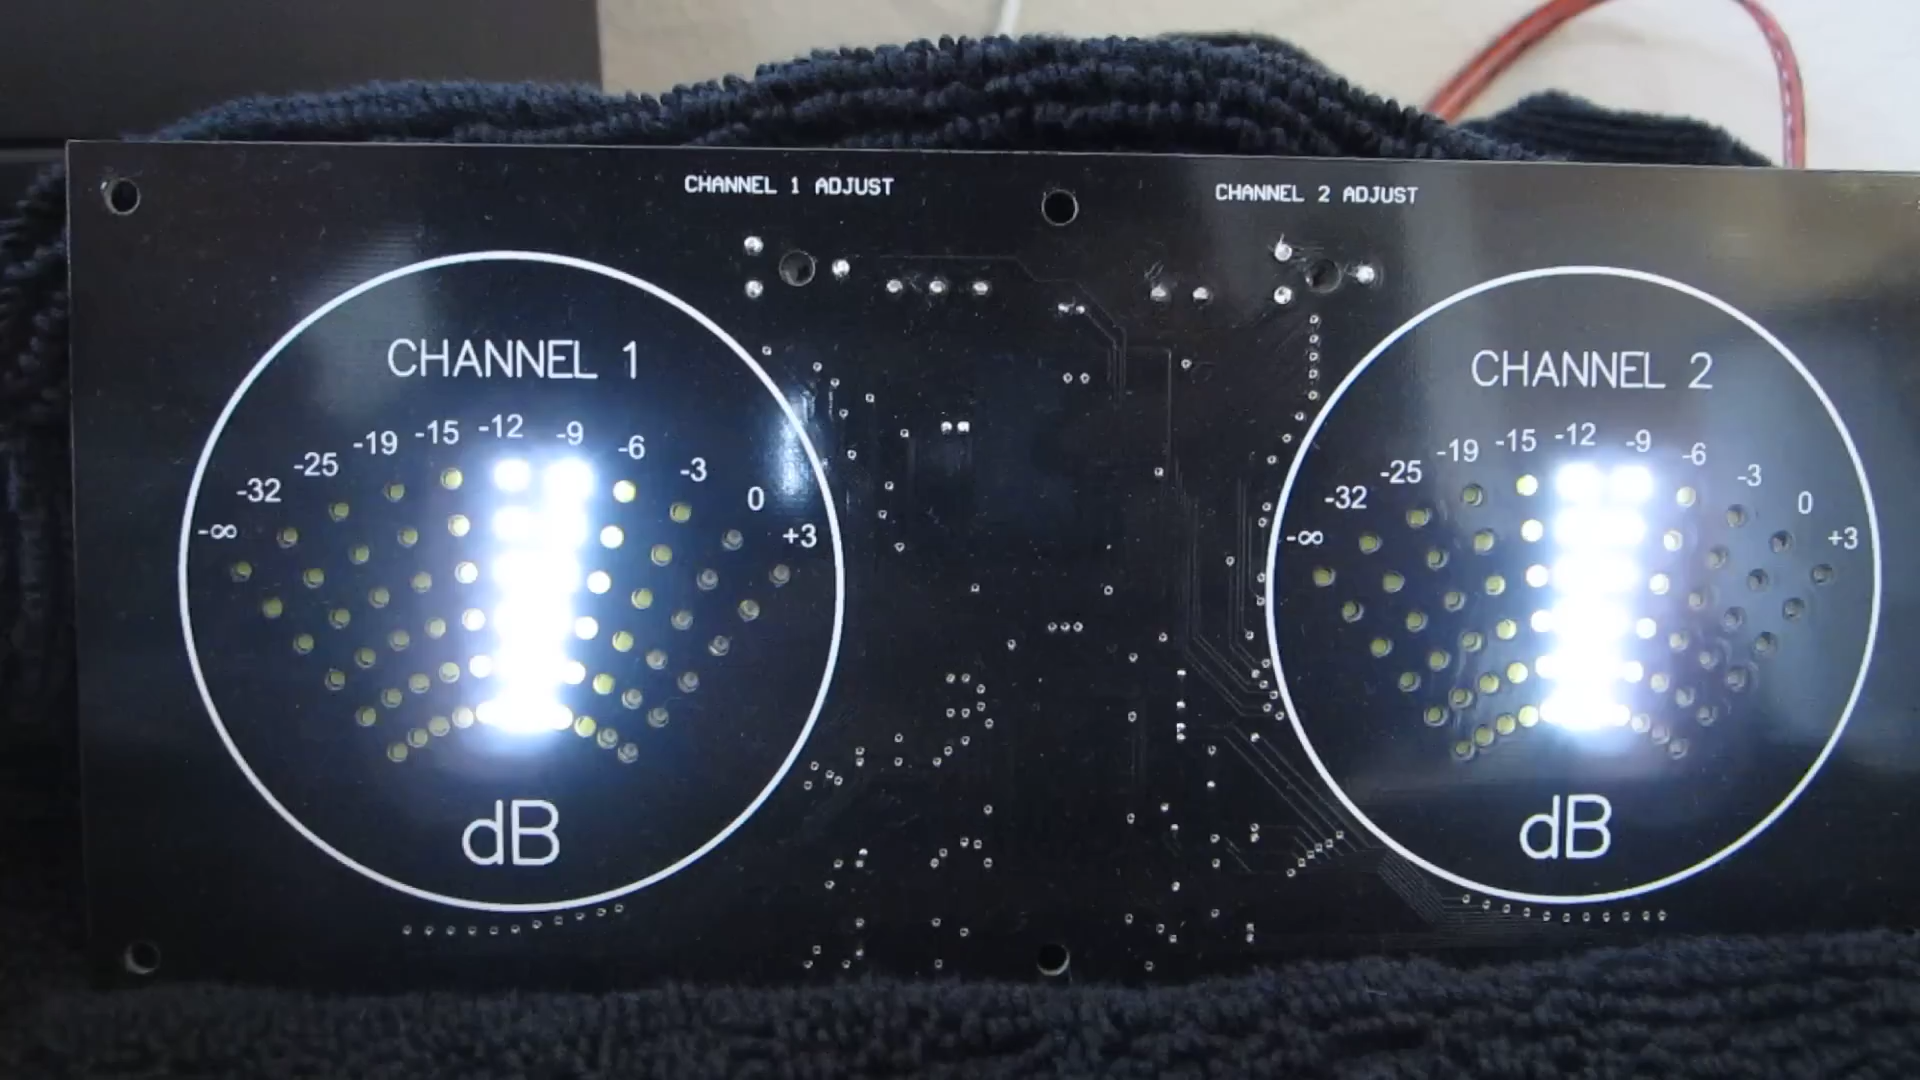 CHANNEL 1 ADJUST
CHANNEL 2 ADJUST
CHANNEL 1
-∞ -32 -25 -19 -15 -12 -9 -6 -3 0 +3
dB
CHANNEL 2
-∞ -32 -25 -19 -15 -12 -9 -6 -3 0 +3
dB